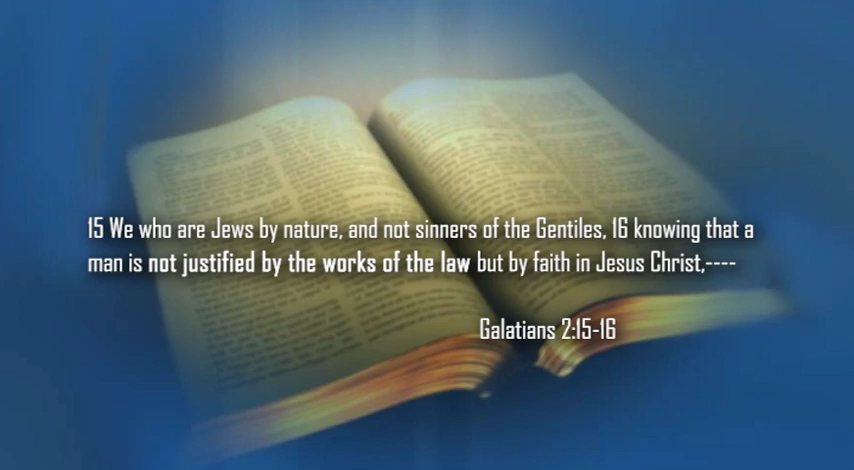 15 We who are Jews by nature, and not sinners of the Gentiles, 16 knowing that a
man is not justified by the works of the law but by faith in Jesus Christ,----
Galatians 2:15-16